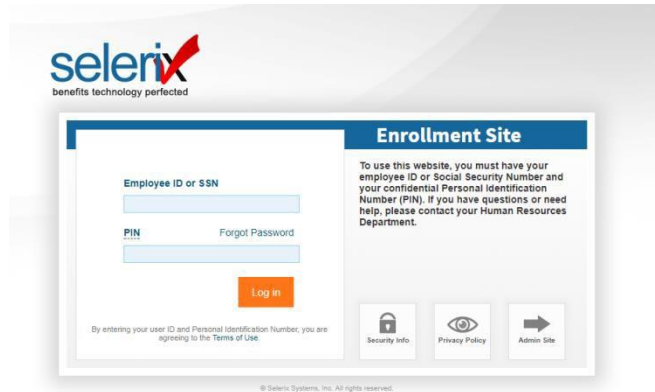 selerix
benefits technology perfected
Enrollment Site
Employee ID or SSN
PIN
Forgot Password
Log in
By entering your user ID and Personal Identification Number, you are
agreeing to the Terms of Use
To use this website, you must have your
employee ID or Social Security
Number and
your confidential Personal Identification
Number (PIN). If you have questions or need
help, please contact your Human Resources
Department.
Security Info
Privacy Policy
Admin Site
© Selerix Systems, Inc. All rights reserved.